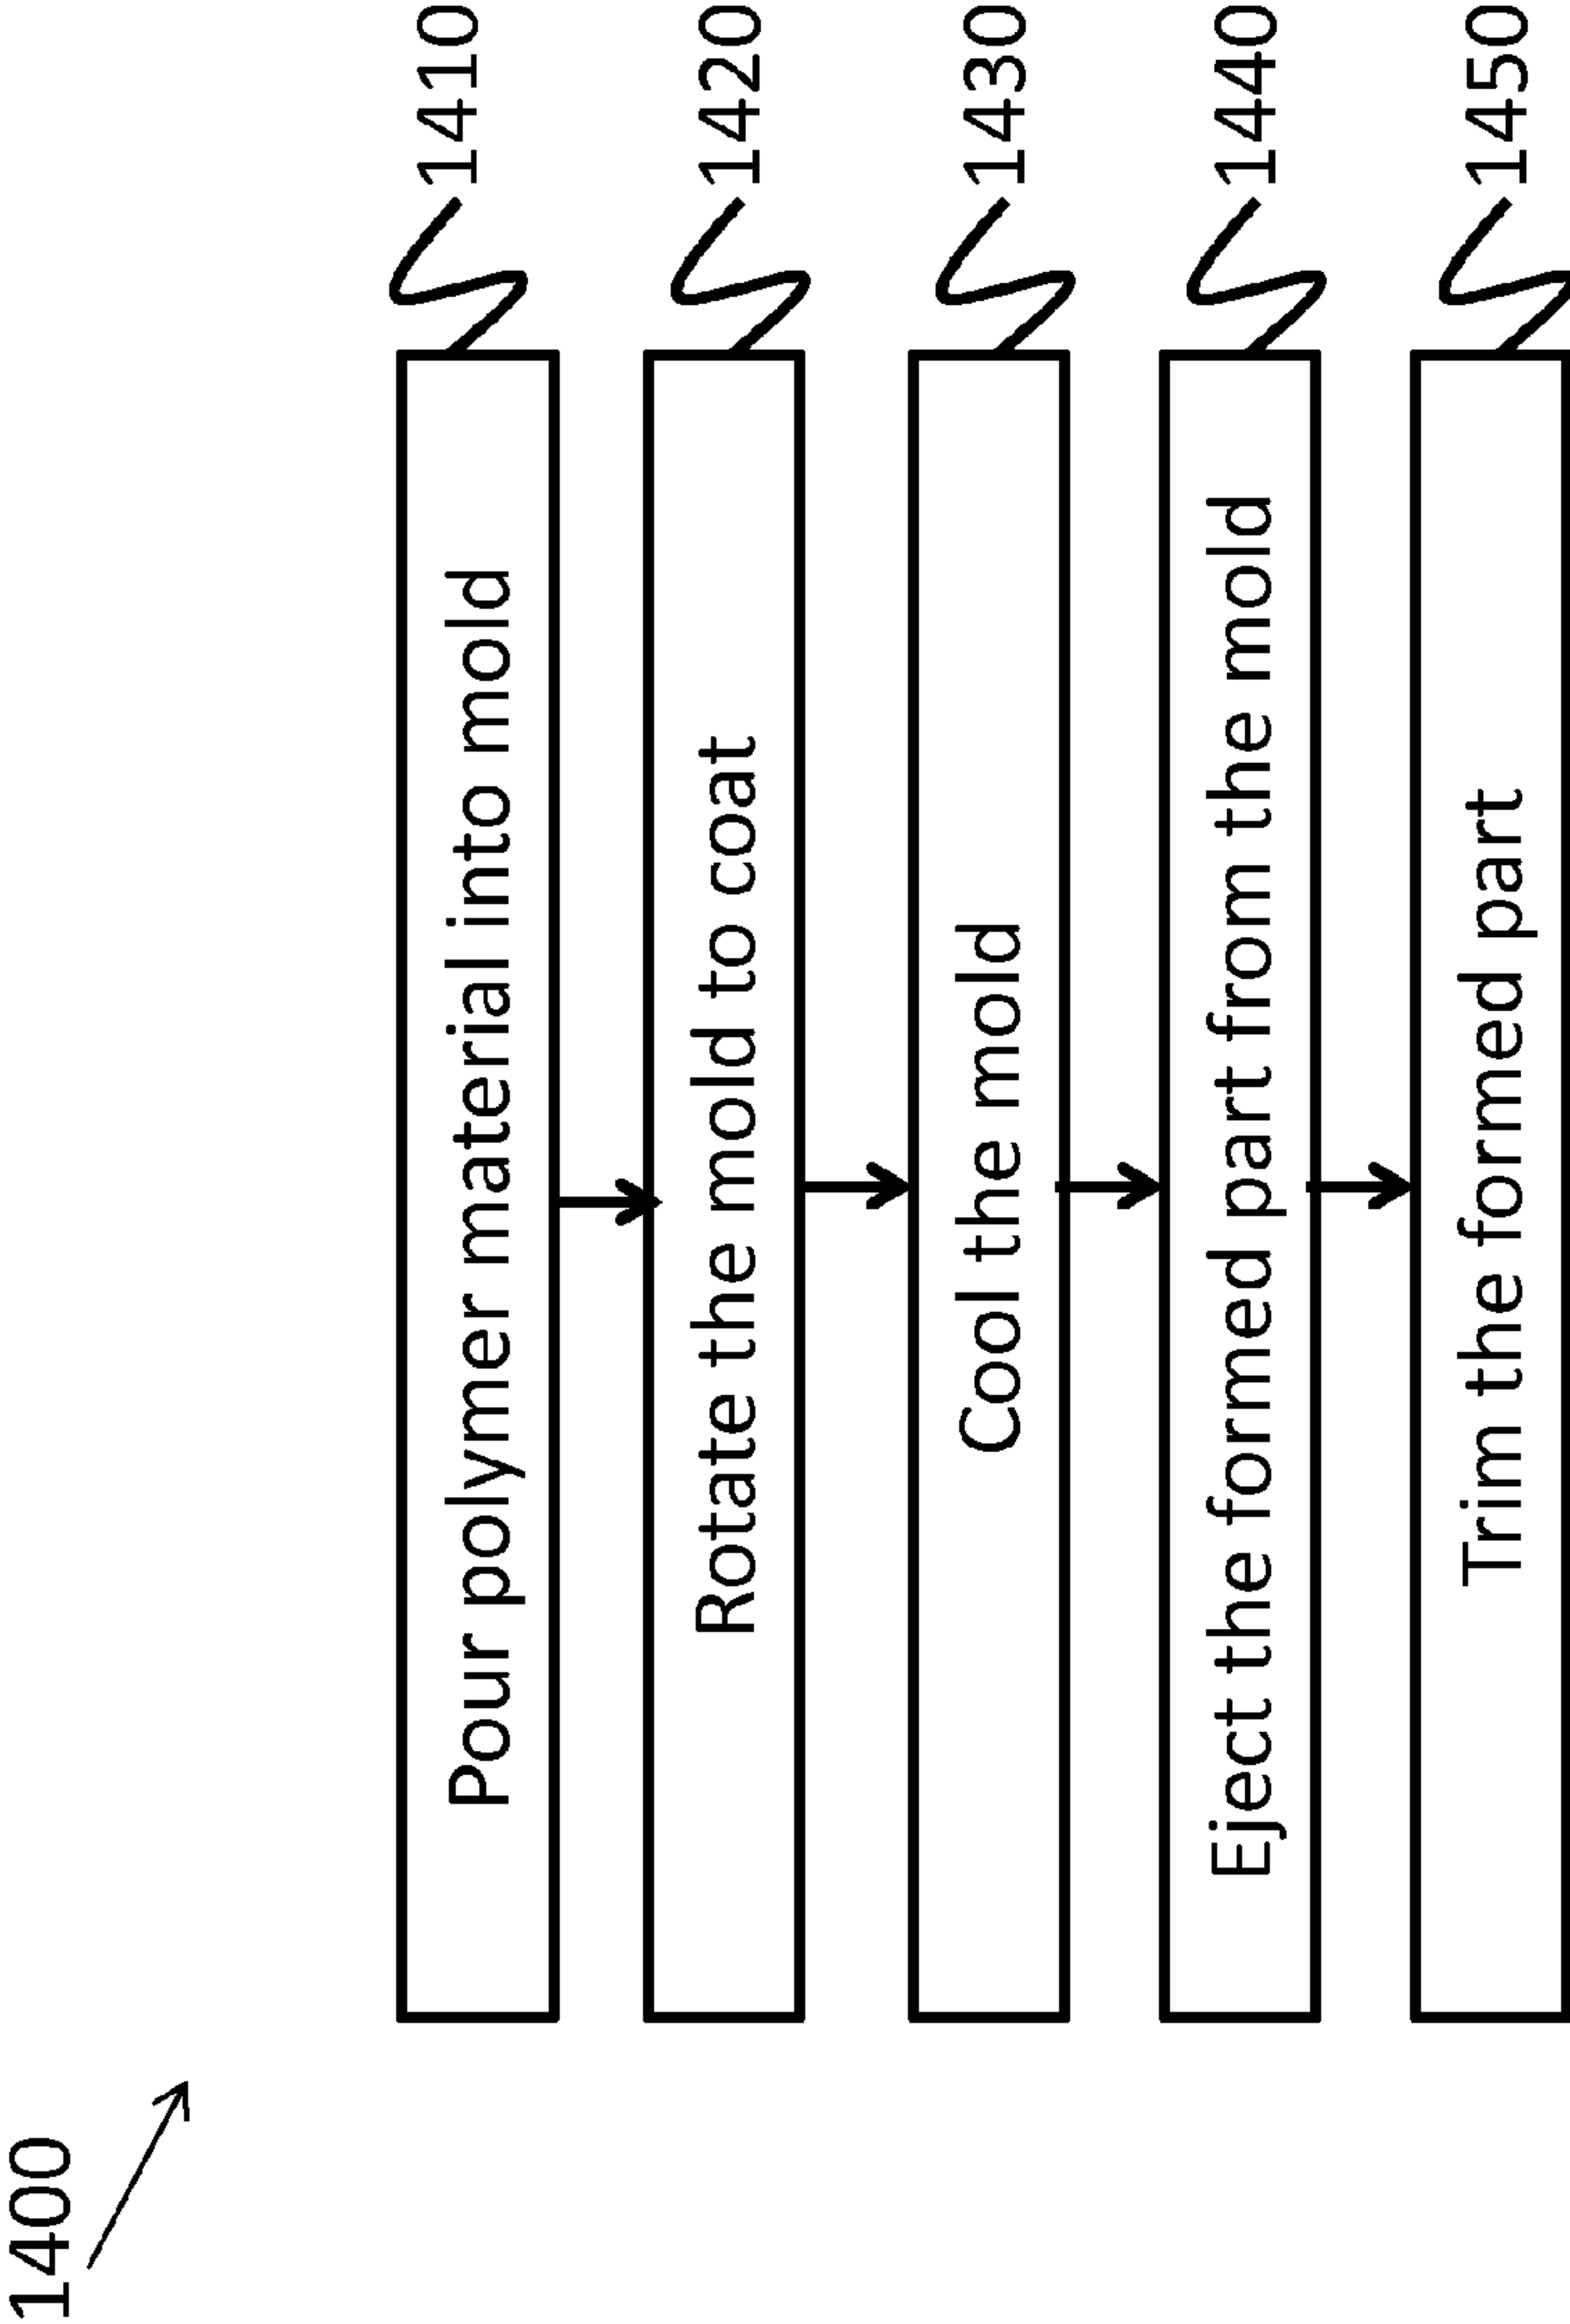 1400
Pour polymer material into mold
1410
Rotate the mold to coat
1420
Cool the mold
1430
Eject the formed part from the mold
1440
Trim the formed part
1450